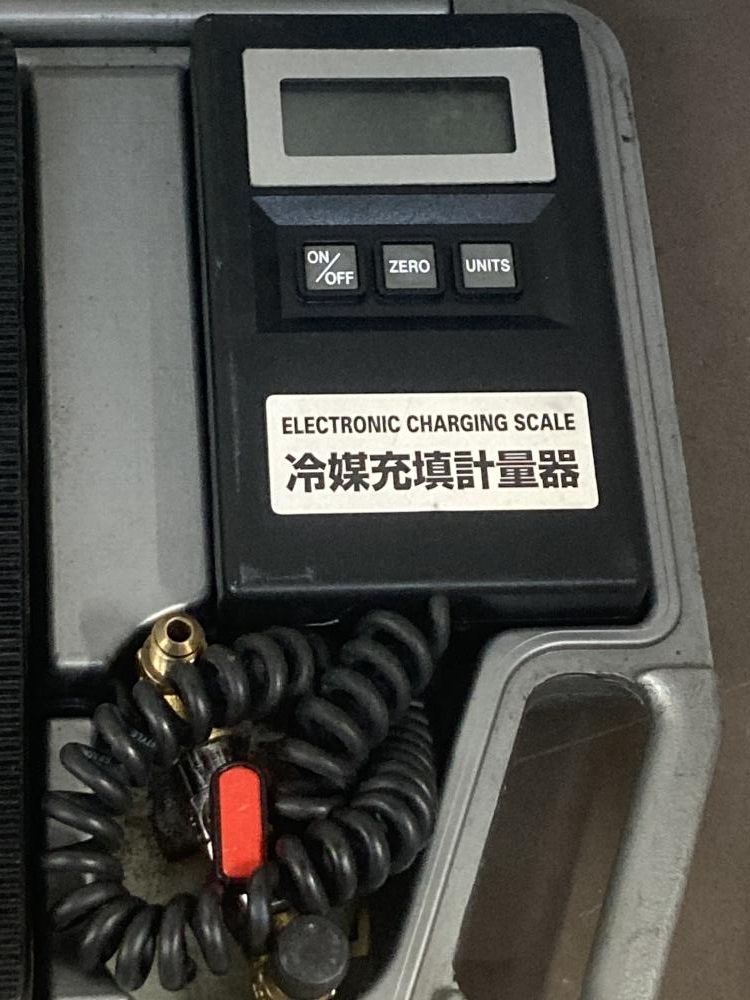 ON/OFF
ZERO
UNITS
ELECTRONIC CHARGING SCALE
冷媒充填計量器